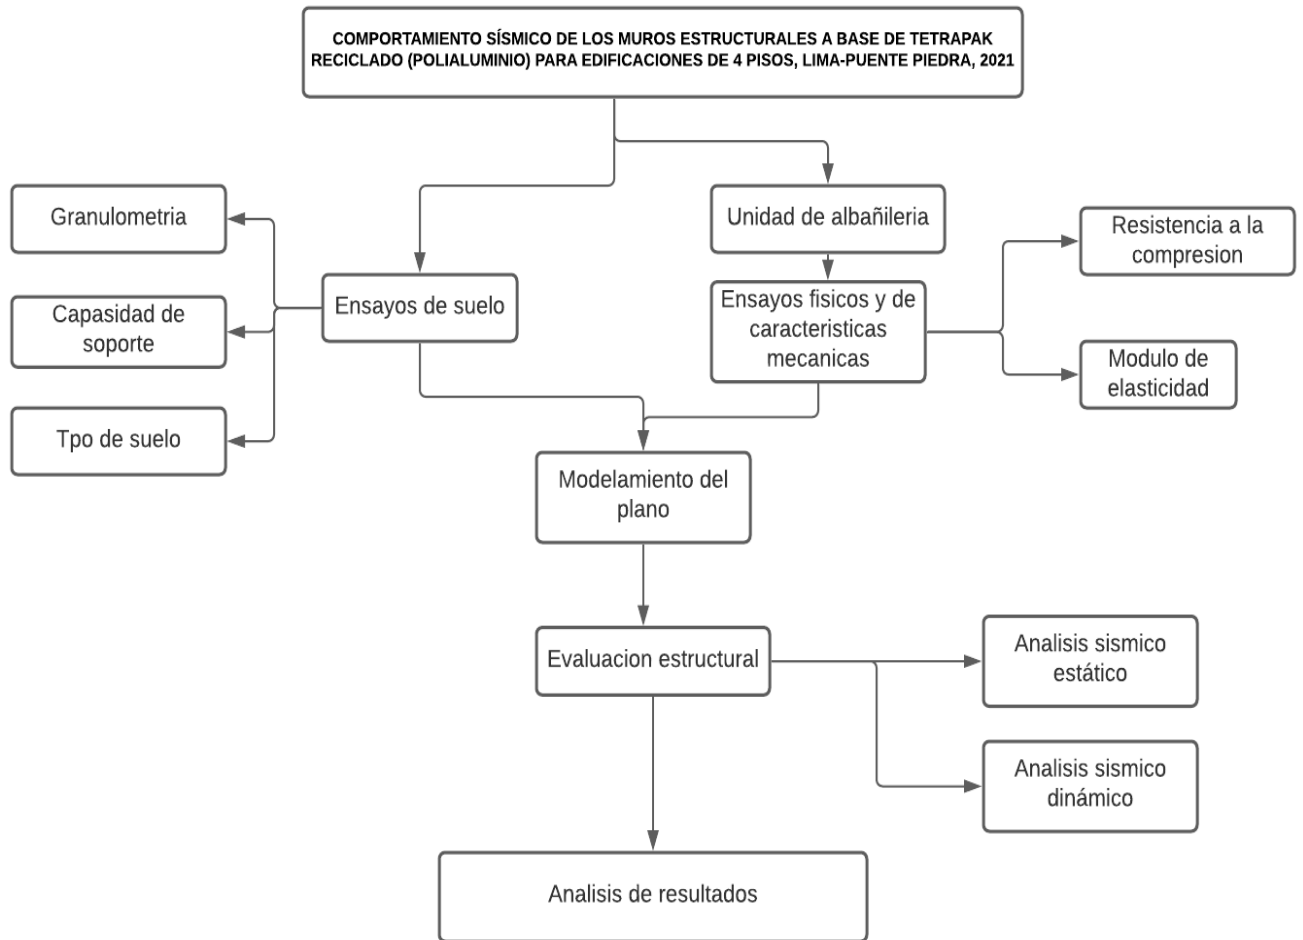 COMPORTAMIENTO SÍSMICO DE LOS MUROS ESTRUCTURALES A BASE DE TETRAPAK
RECICLADO (POLIALUMINIO) PARA EDIFICACIONES DE 4 PISOS, LIMA-PUENTE PIEDRA, 2021
Granulometria
Capasidad de
soporte
Tpo de suelo
Ensayos de suelo
Unidad de albañileria
Ensayos fisicos y de
caracteristicas
mecanicas
Resistencia a la
compresion
Modulo de
elasticidad
Modelamiento del
plano
Evaluacion estructural
Analisis sismico
estático
Analisis sismico
dinámico
Analisis de resultados